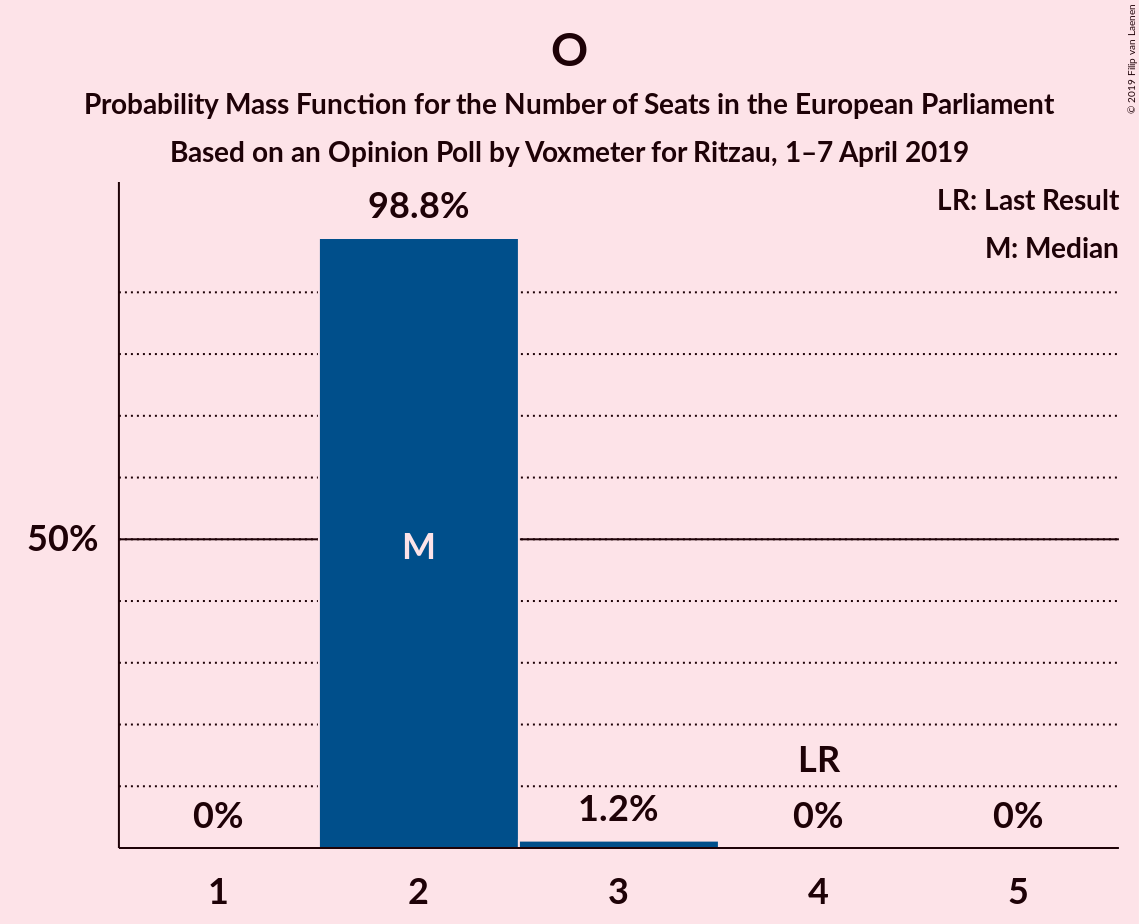 O
Probability Mass Function for the Number of Seats in the European Parliament
Based on an Opinion Poll by Voxmeter for Ritzau, 1–7 April 2019
© 2019 Filip van Laenen
LR: Last Result
M: Median
98.8%
50%
M
LR
0%
1.2%
0%
0%
1
2
3
4
5